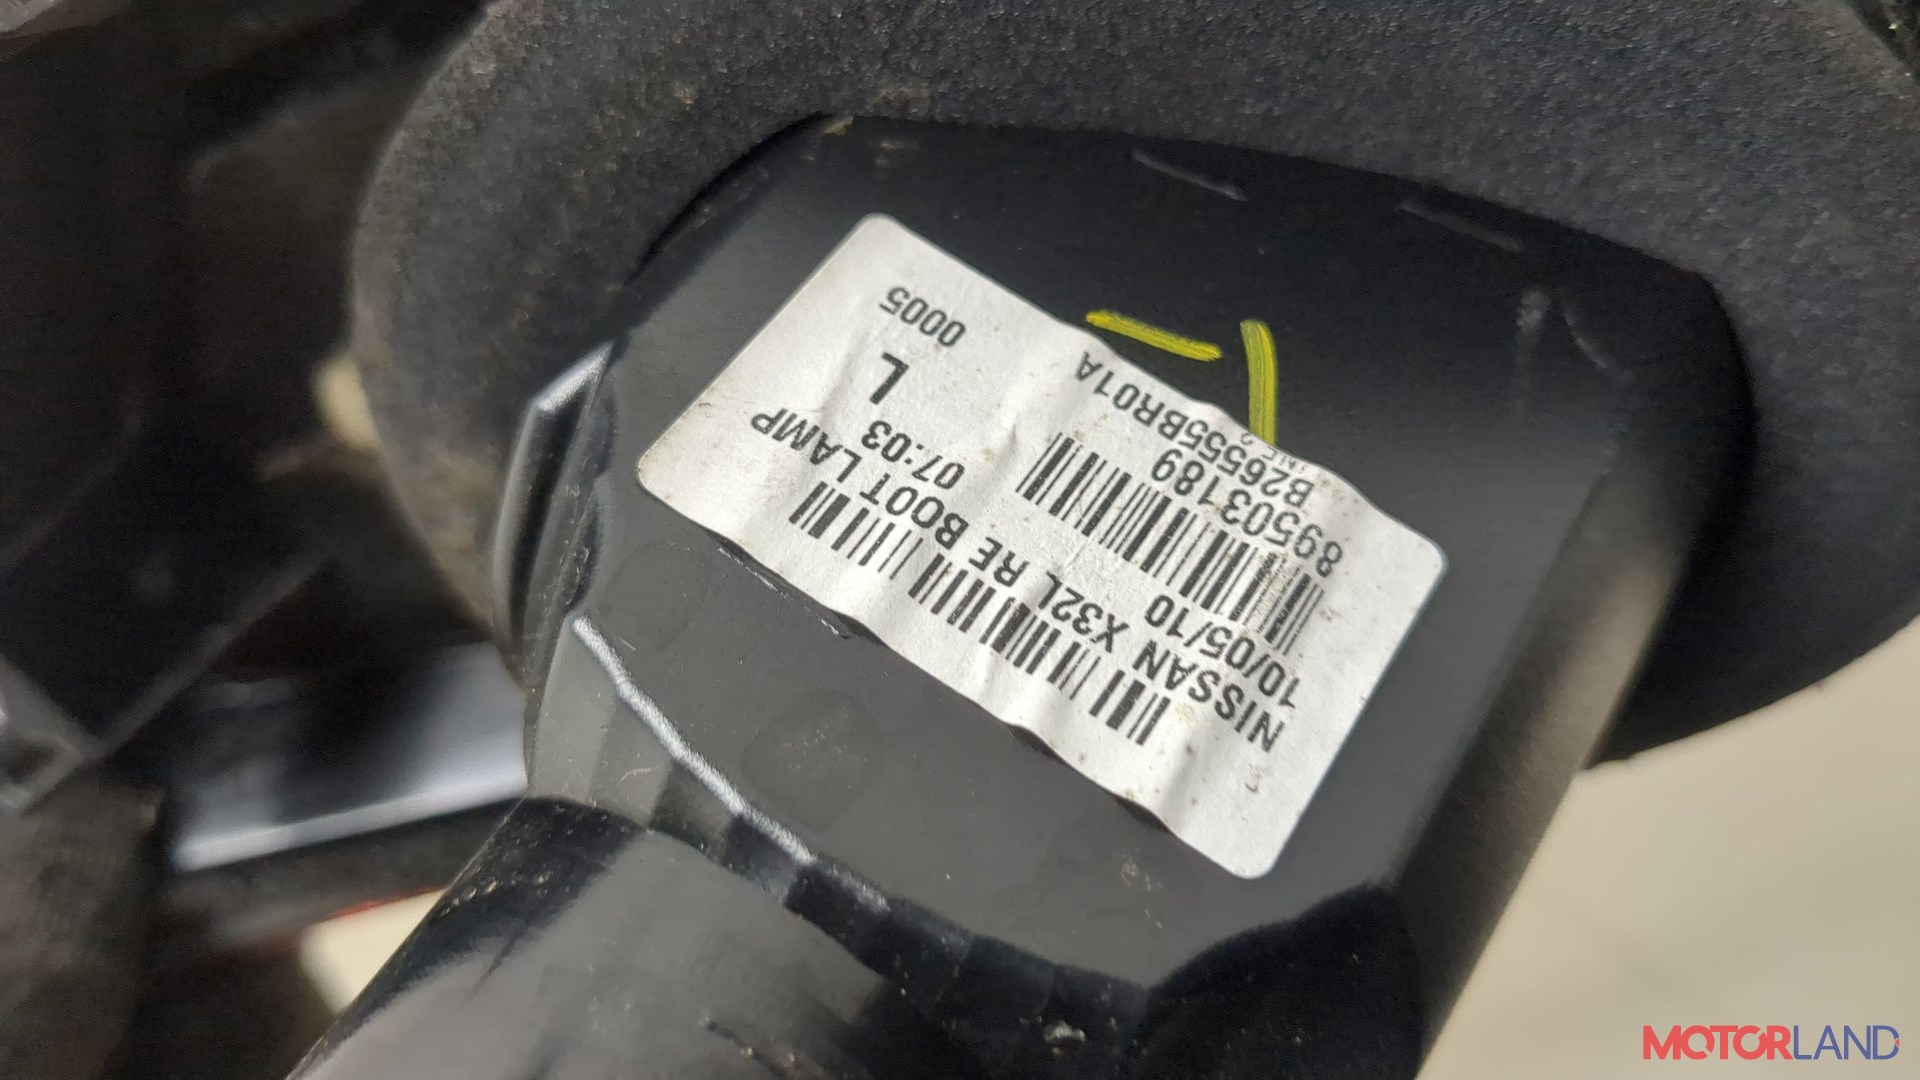 B26555BR01A
89503189
10/05/10 07:03 L 0005
NISSAN X32L RE BOOT LAMP
MOTORLAND